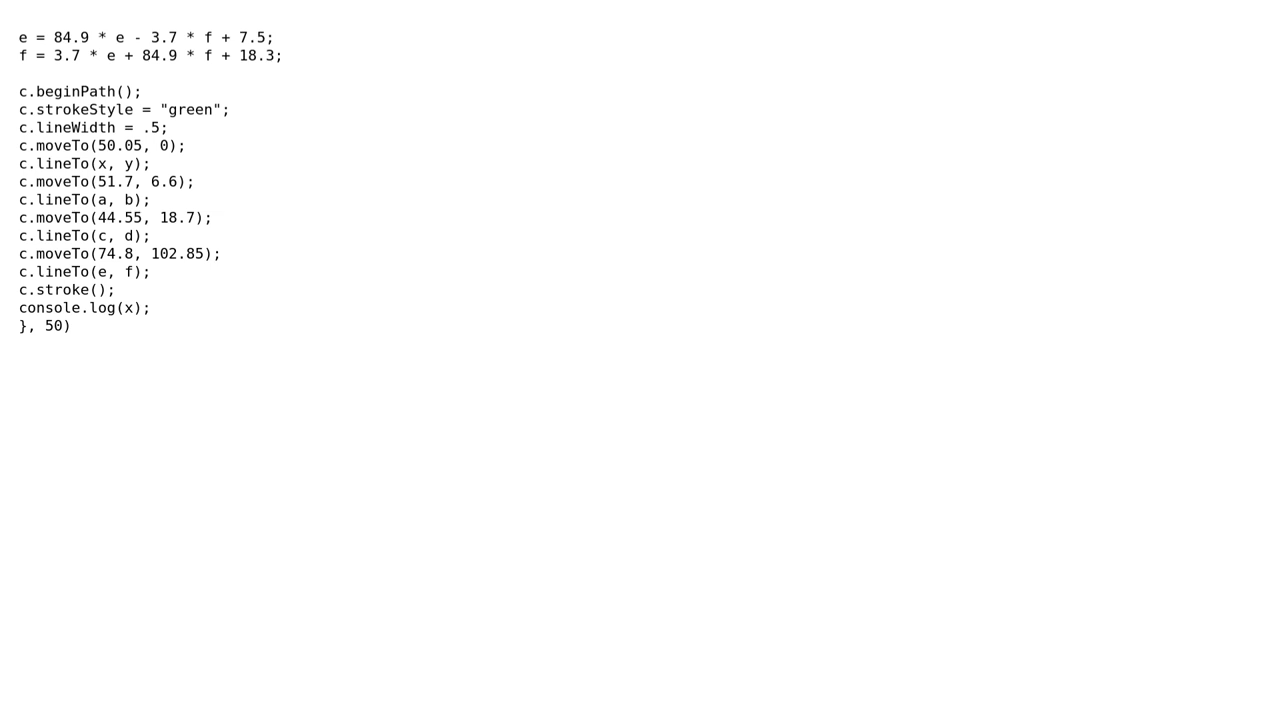 e = 84.9 * e - 3.7 * f + 7.5;
f = 3.7 * e + 84.9 * f + 18.3;

c.beginPath();
c.strokeStyle = "green";
c.lineWidth = .5;
c.moveTo(50.05, 0);
c.lineTo(x, y);
c.moveTo(51.7, 6.6);
c.lineTo(a, b);
c.moveTo(44.55, 18.7);
c.lineTo(c, d);
c.moveTo(74.8, 102.85);
c.lineTo(e, f);
c.stroke();
console.log(x);
}, 50)